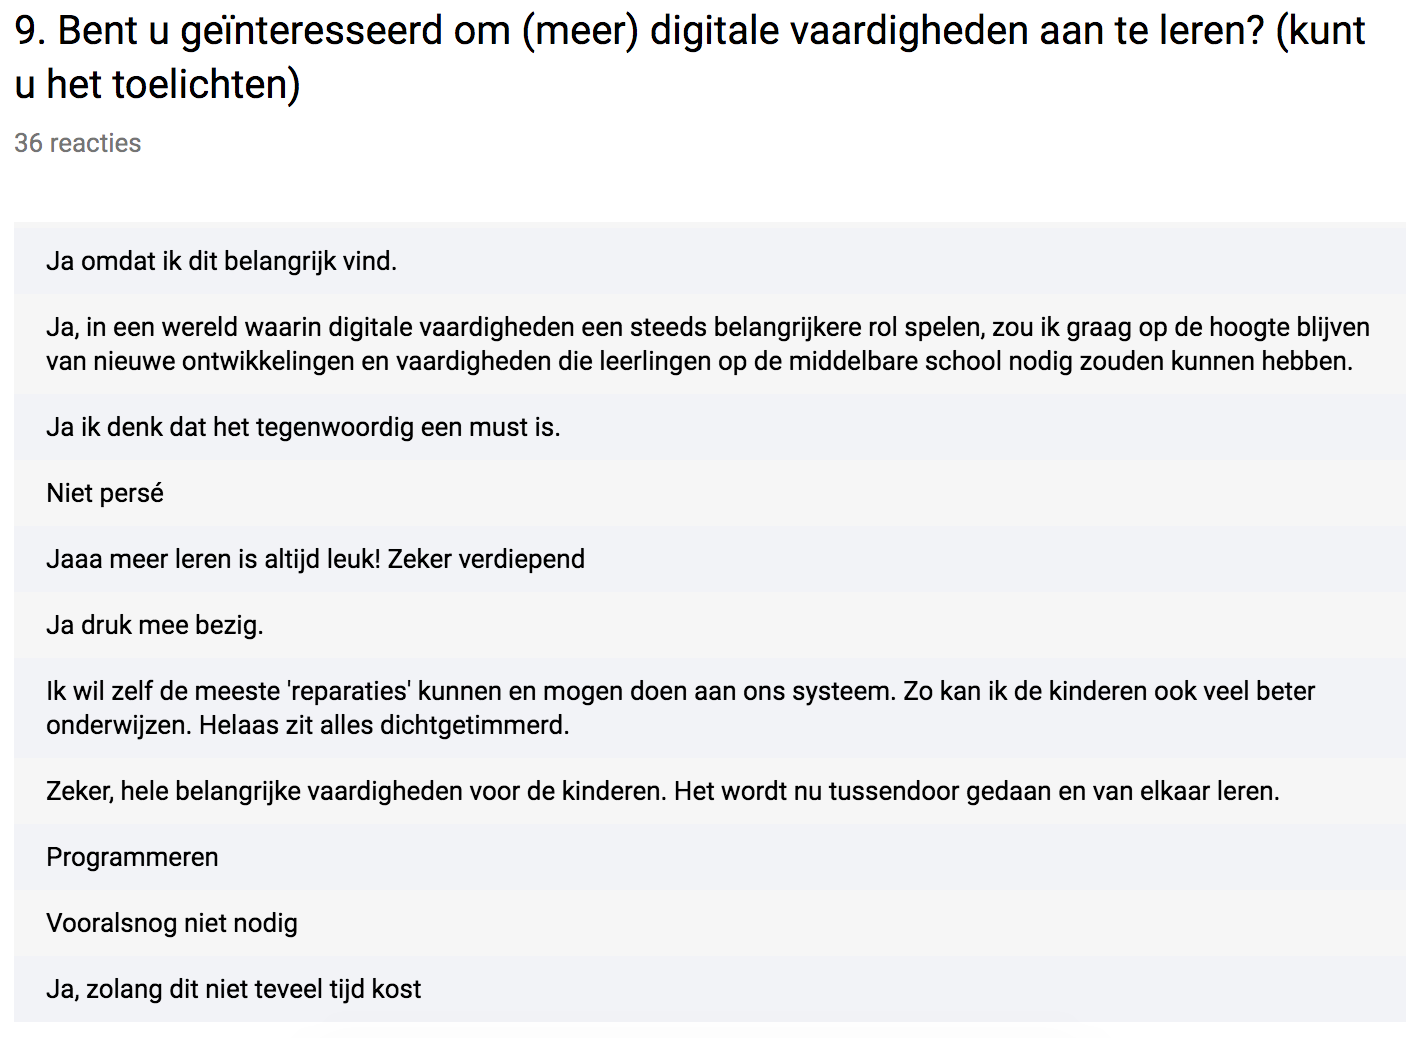 9. Bent u geïnteresseerd om (meer) digitale vaardigheden aan te leren? (kunt
u het toelichten)
36 reacties
Ja omdat ik dit belangrijk vind.
Ja, in een wereld waarin digitale vaardigheden een steeds belangrijkere rol spelen, zou ik graag op de hoogte blijven
van nieuwe ontwikkelingen en vaardigheden die leerlingen op de middelbare school nodig zouden kunnen hebben.
Ja ik denk dat het tegenwoordig een must is.
Niet persé
Jaaa meer leren is altijd leuk! Zeker verdiepend
Ja druk mee bezig.
Ik wil zelf de meeste 'reparaties' kunnen en mogen doen aan ons systeem. Zo kan ik de kinderen ook veel beter
onderwijzen. Helaas zit alles dichtgetimmerd.
Zeker, hele belangrijke vaardigheden voor de kinderen. Het wordt nu tussendoor gedaan en van elkaar leren.
Programmeren
Vooralsnog niet nodig
Ja, zolang dit niet teveel tijd kost